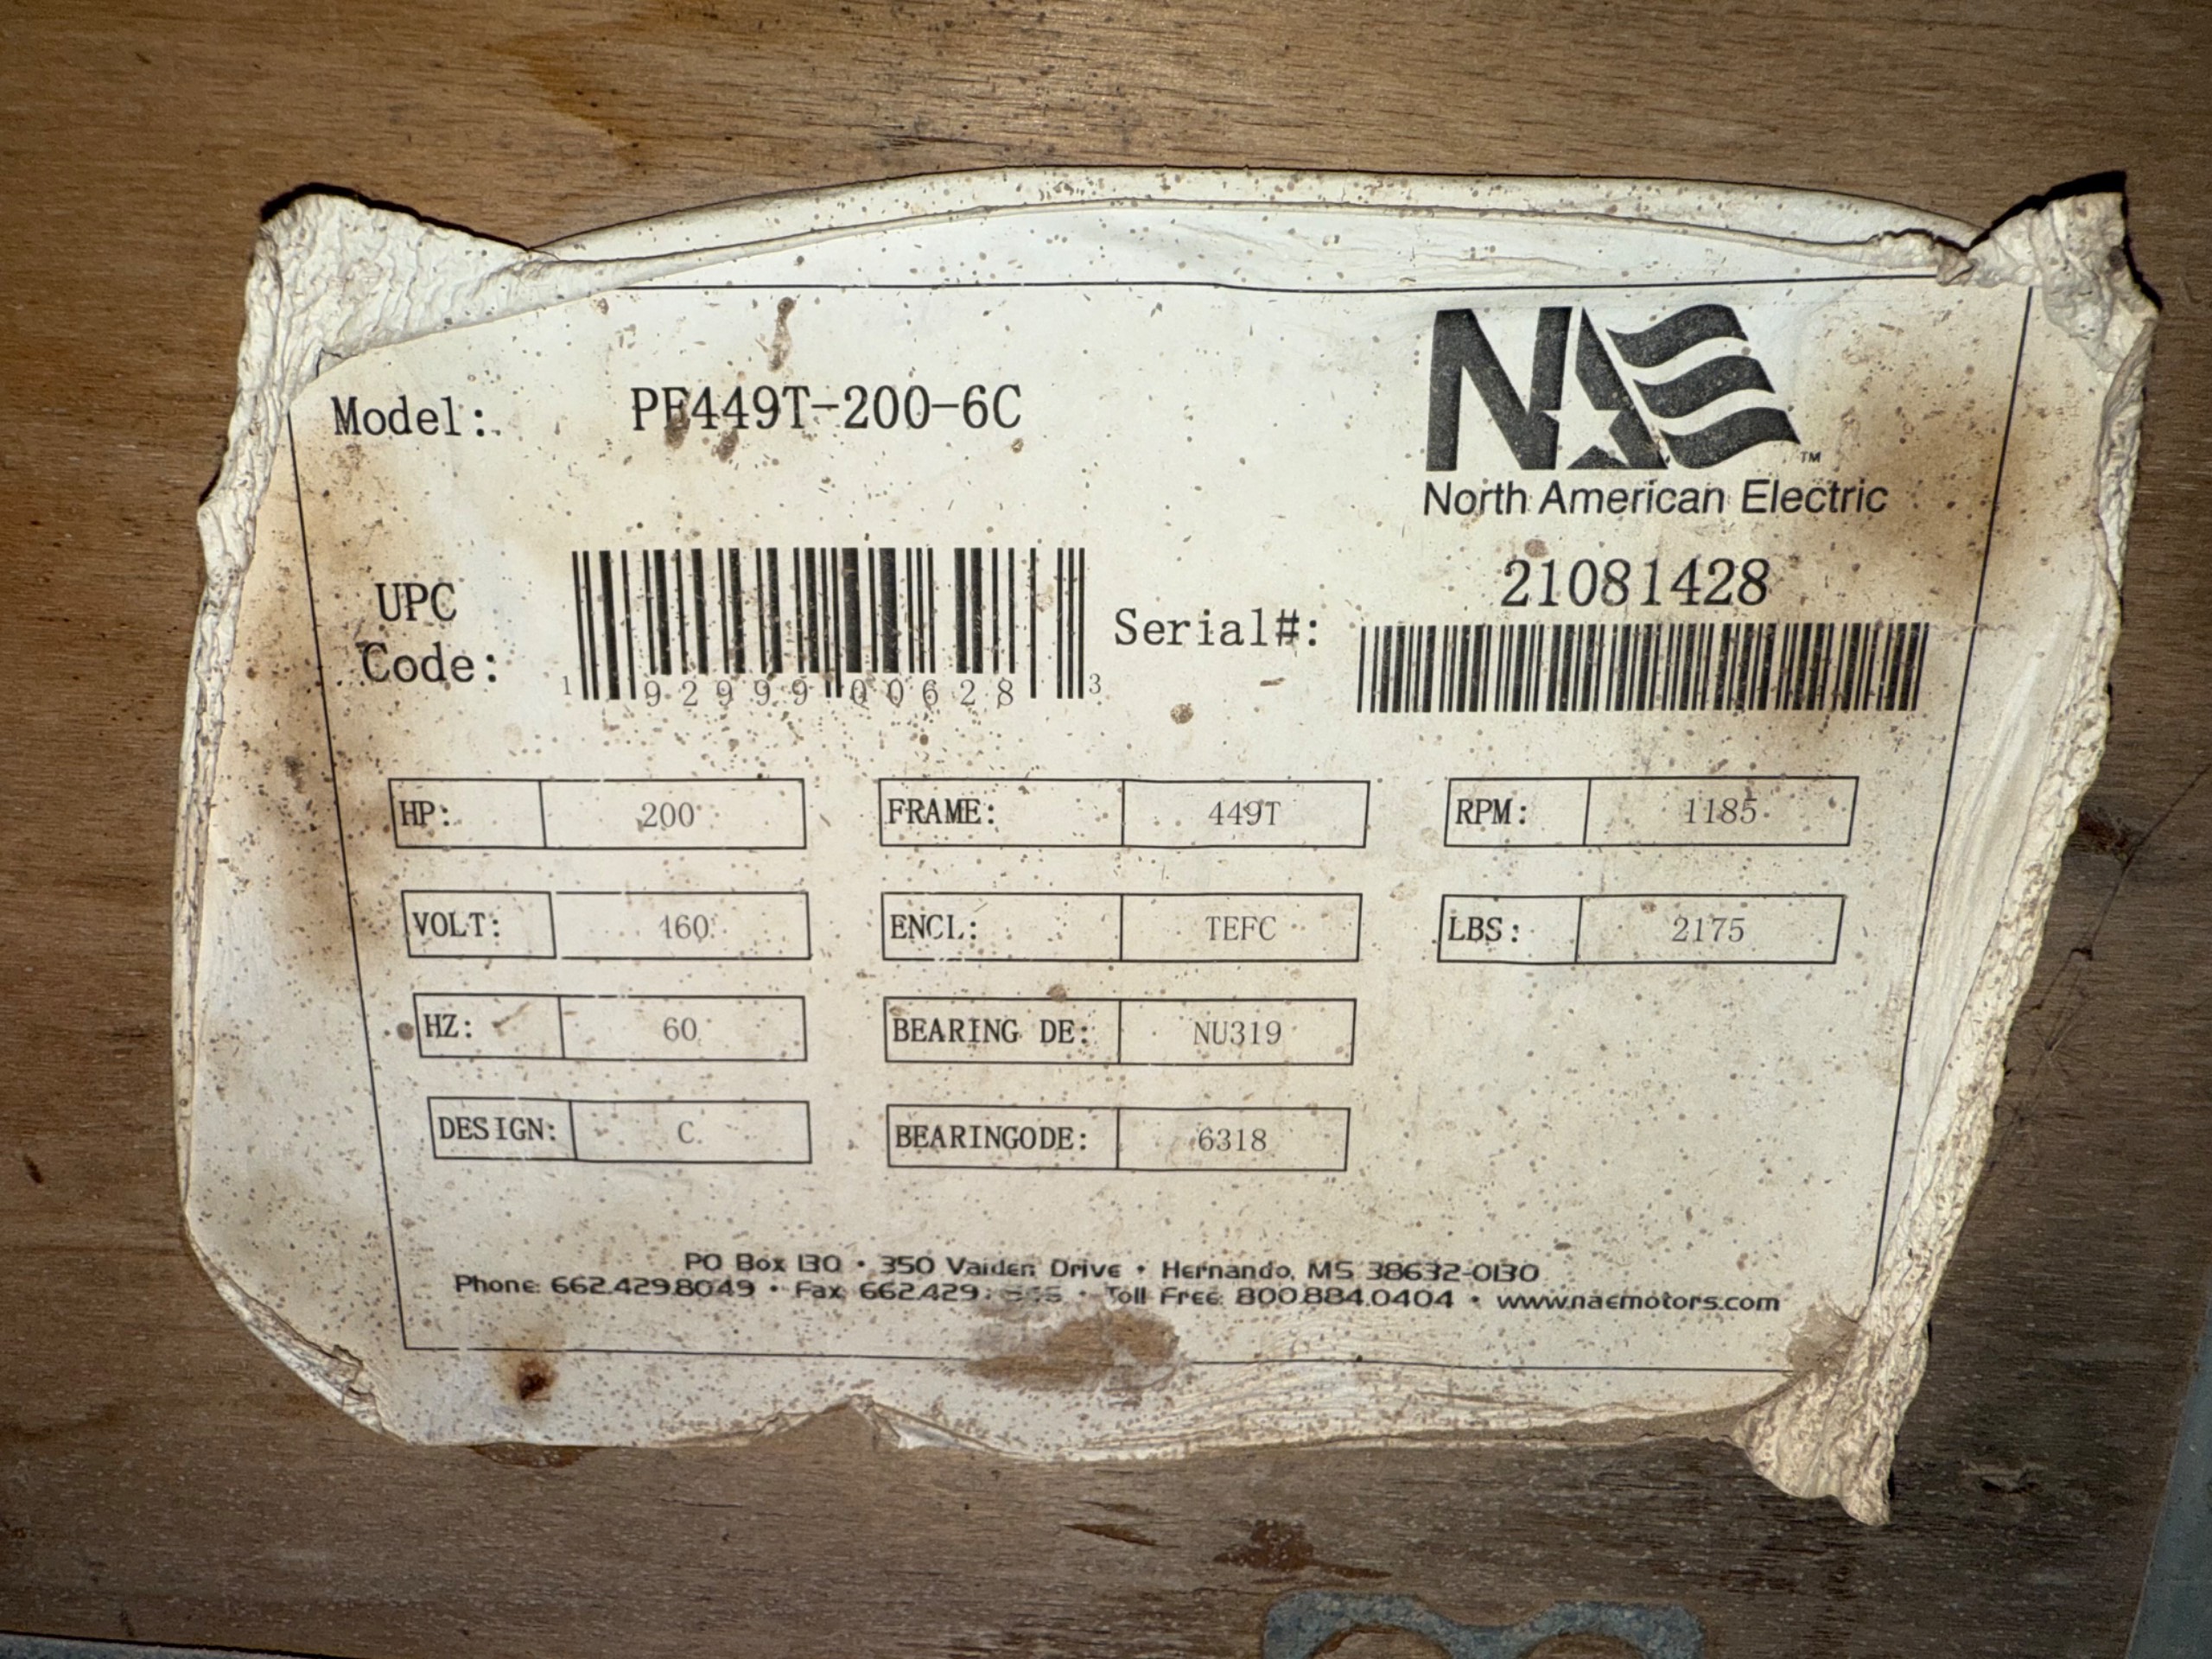 Model: PE449T-200-6C
NAE TM
North American Electric
UPC Code:
1 92999 00628 3
Serial#: 21081428
HP: 200 FRAME: 449T RPM: 1185
VOLT: 460 ENCL: TEFC LBS: 2175
HZ: 60 BEARING DE: NU319
DESIGN: C BEARINGODE: 6318
PO Box 130 • 350 Vaiden Drive • Hernando, MS 38632-0130
Phone: 662.429.8049 • Fax: 662.429. • Toll Free: 800.884.0404 • www.naemotors.com